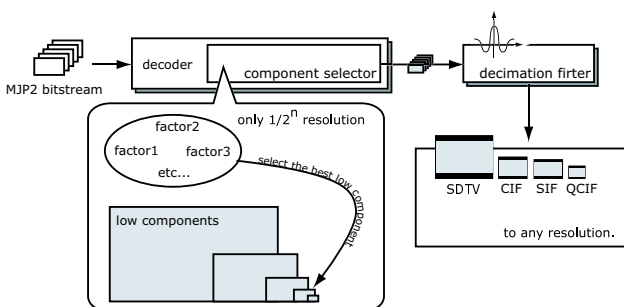 decoder
component selector
MJP2 bitstream
decimation firter
only 1/2n resolution
factor2
factor1
factor3
etc...
select the best low component
low components
SDTV
CIF
SIF
QCIF
to any resolution.